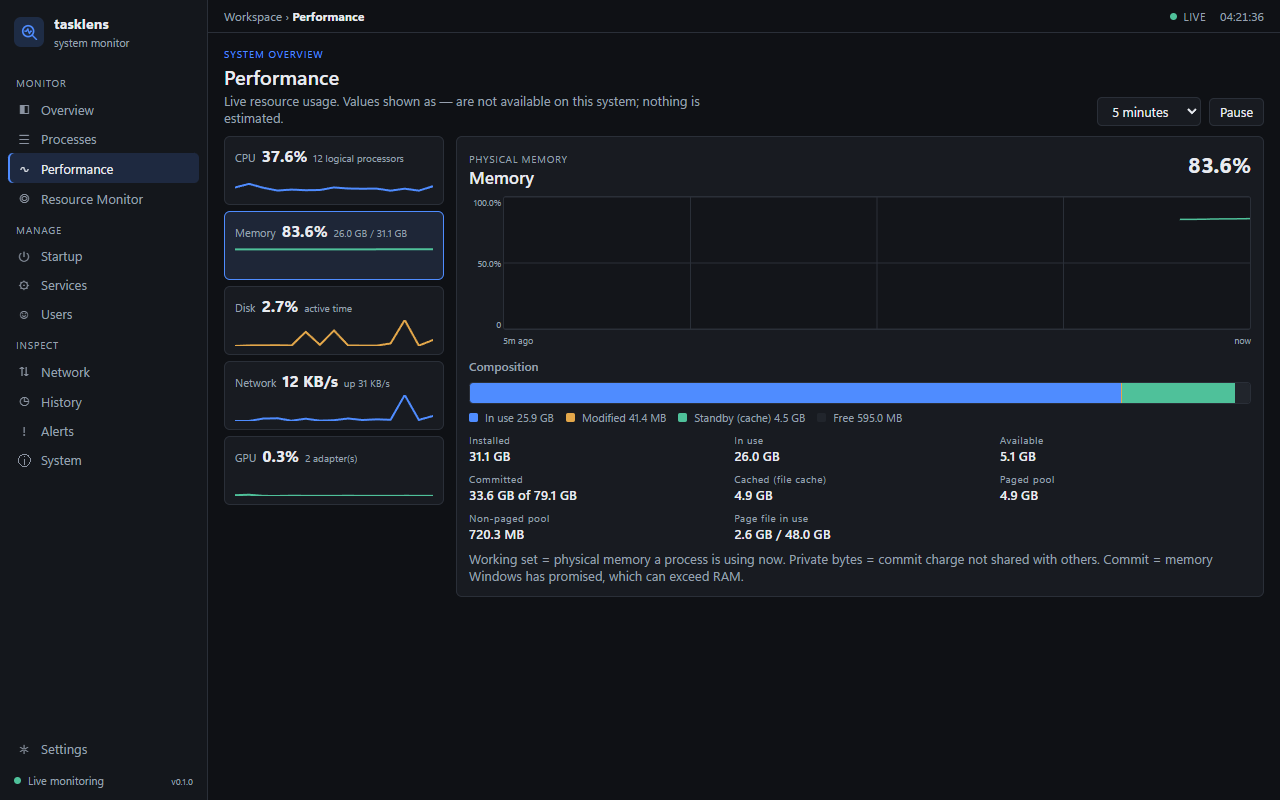 tasklens
system monitor
MONITOR
Overview
Processes
Performance
Resource Monitor
MANAGE
Startup
Services
Users
INSPECT
Network
History
Alerts
System
Settings
Live monitoring v0.1.0
Workspace › Performance
LIVE 04:21:36
SYSTEM OVERVIEW
Performance
Live resource usage. Values shown as — are not available on this system; nothing is
estimated.
5 minutes
Pause
CPU 37.6% 12 logical processors
Memory 83.6% 26.0 GB / 31.1 GB
Disk 2.7% active time
Network 12 KB/s up 31 KB/s
GPU 0.3% 2 adapter(s)
PHYSICAL MEMORY
Memory
83.6%
100.0%
50.0%
0
5m ago now
Composition
In use 25.9 GB Modified 41.4 MB Standby (cache) 4.5 GB Free 595.0 MB
Installed In use Available
31.1 GB 26.0 GB 5.1 GB
Committed Cached (file cache) Paged pool
33.6 GB of 79.1 GB 4.9 GB 4.9 GB
Non-paged pool Page file in use
720.3 MB 2.6 GB / 48.0 GB
Working set = physical memory a process is using now. Private bytes = commit charge not shared with others. Commit = memory
Windows has promised, which can exceed RAM.